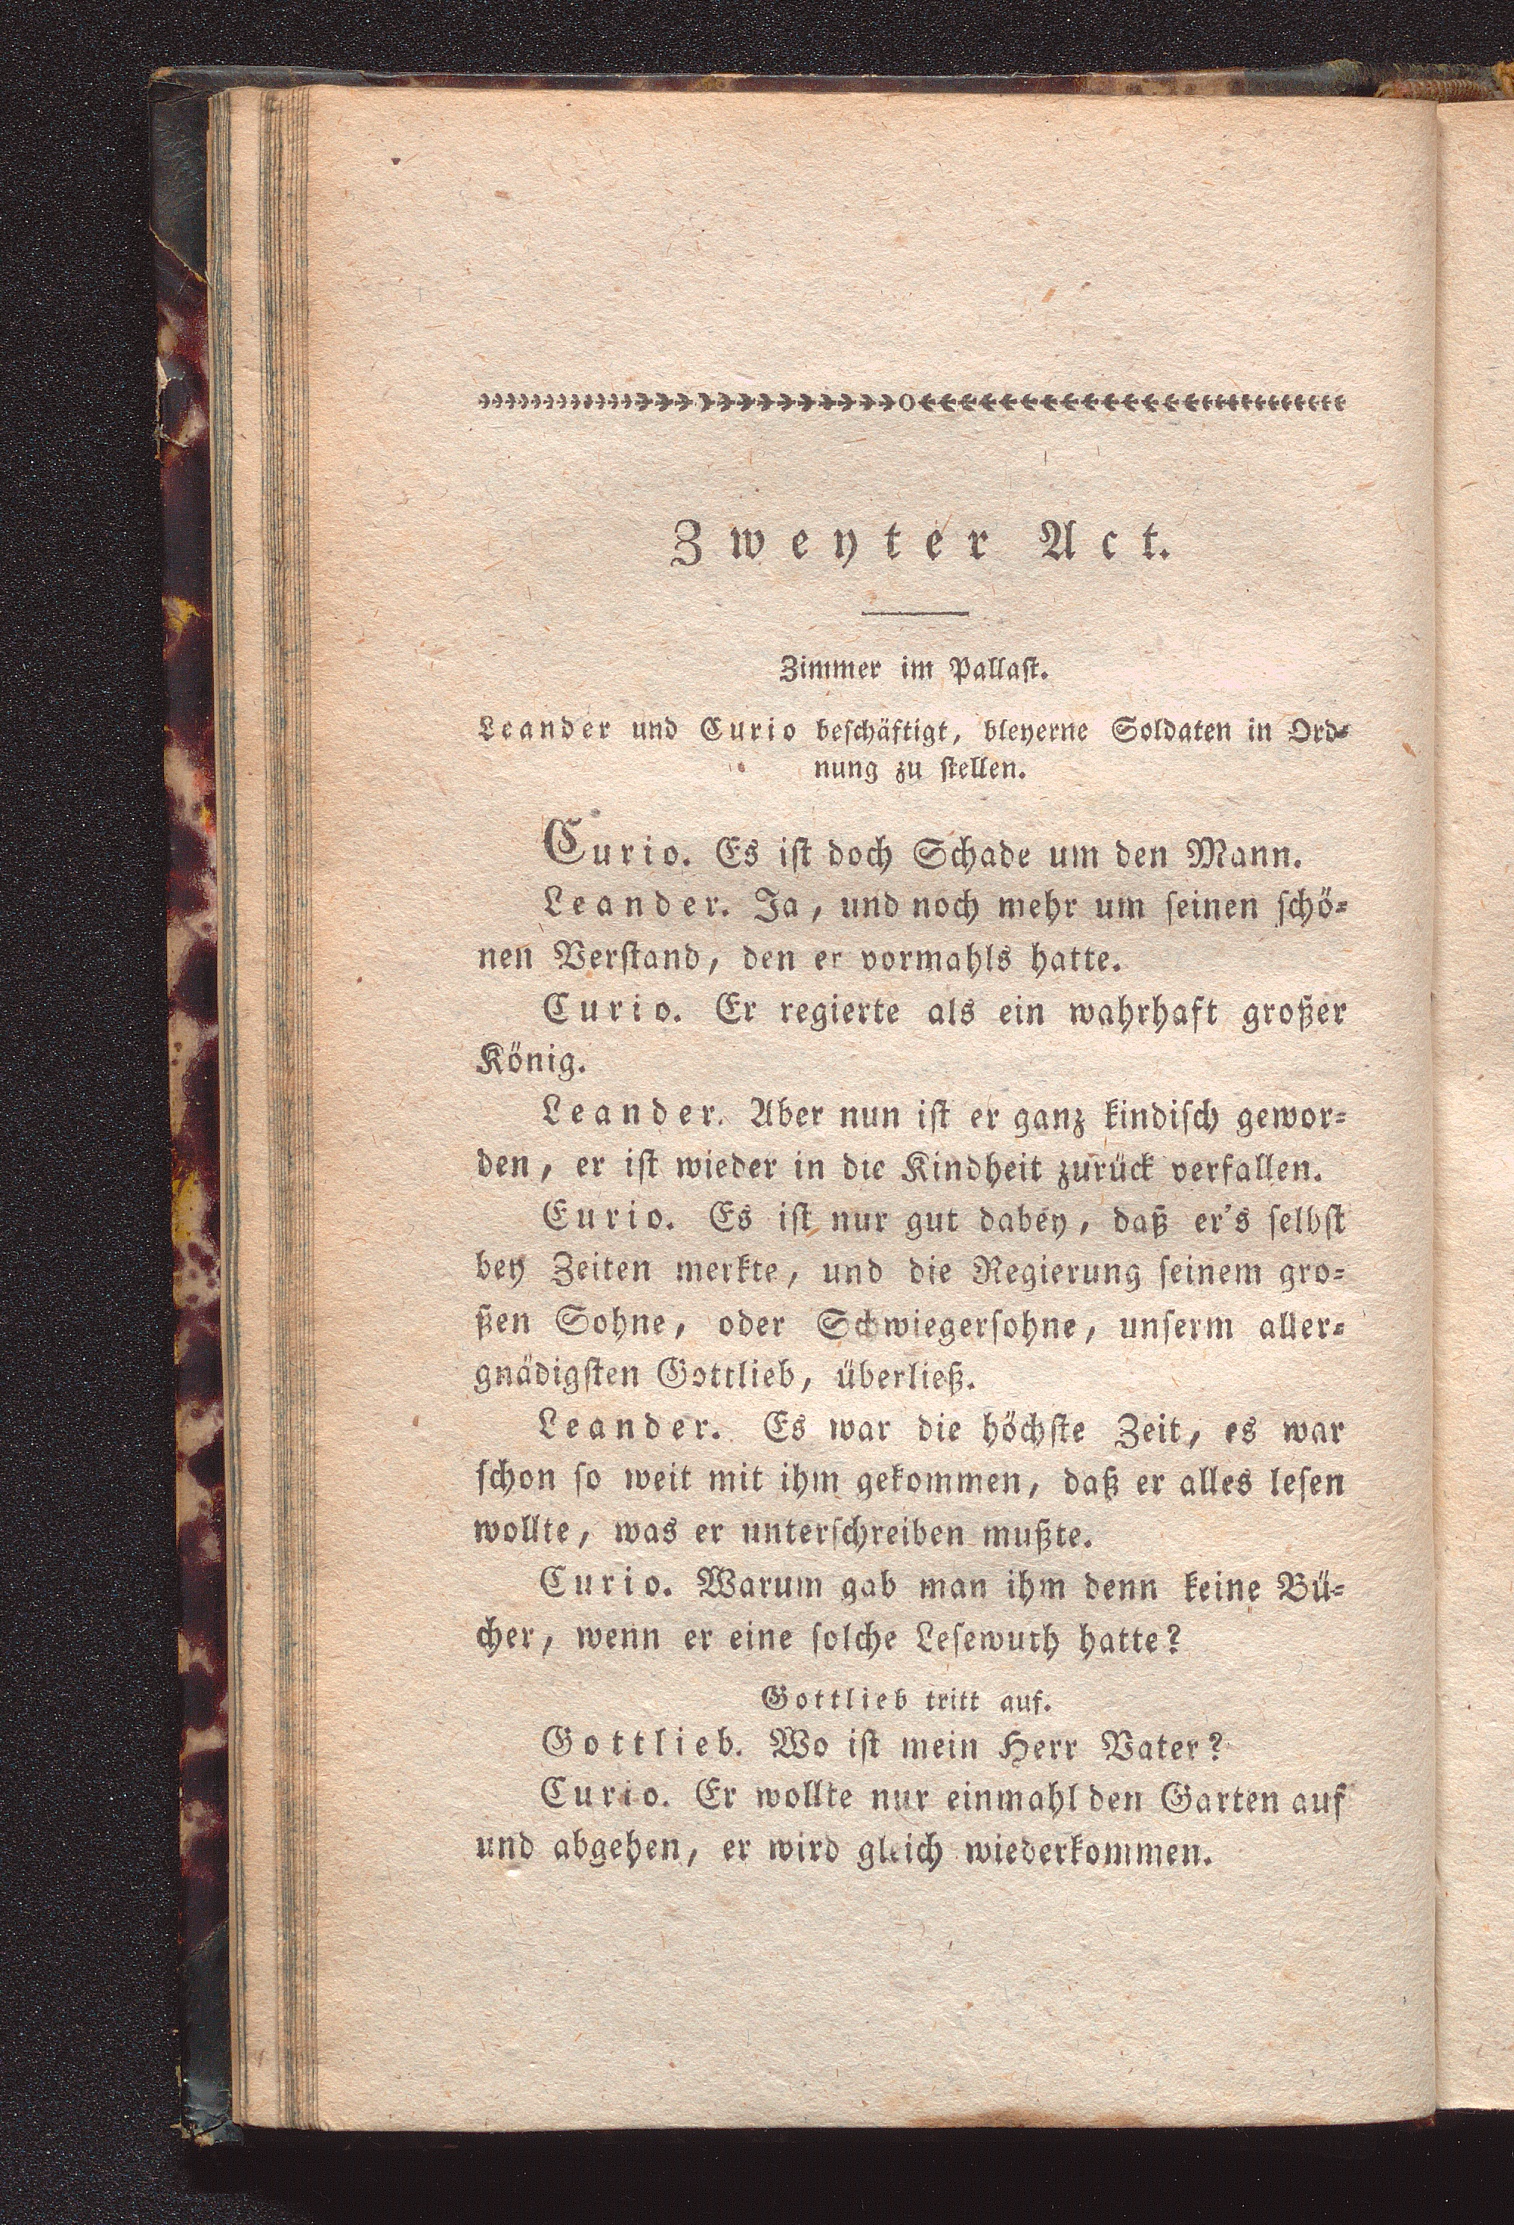 Zweyter Act.
Zimmer im Pallaſt.
Leander und Curio beſchäftigt, bleyerne Soldaten in Ord⸗
nung zu ſtellen.
Curio. Es iſt doch Schade um den Mann.
Leander. Ja, und noch mehr um ſeinen ſchö⸗
nen Verſtand, den er vormahls hatte.
Curio. Er regierte als ein wahrhaft großer
König.
Leander. Aber nun iſt er ganz kindiſch gewor⸗
den, er iſt wieder in die Kindheit zurück verfallen.
Curio. Es iſt nur gut dabey, daß er's ſelbſt
bey Zeiten merkte, und die Regierung ſeinem gro⸗
ßen Sohne, oder Schwiegerſohne, unſerm aller⸗
gnädigſten Gottlieb, überließ.
Leander. Es war die höchſte Zeit, es war
ſchon ſo weit mit ihm gekommen, daß er alles leſen
wollte, was er unterſchreiben mußte.
Curio. Warum gab man ihm denn keine Bü⸗
cher, wenn er eine ſolche Leſewuth hatte?
Gottlieb tritt auf.
Gottlieb. Wo iſt mein Herr Vater?
Curio. Er wollte nur einmahl den Garten auf
und abgehen, er wird gleich wiederkommen.